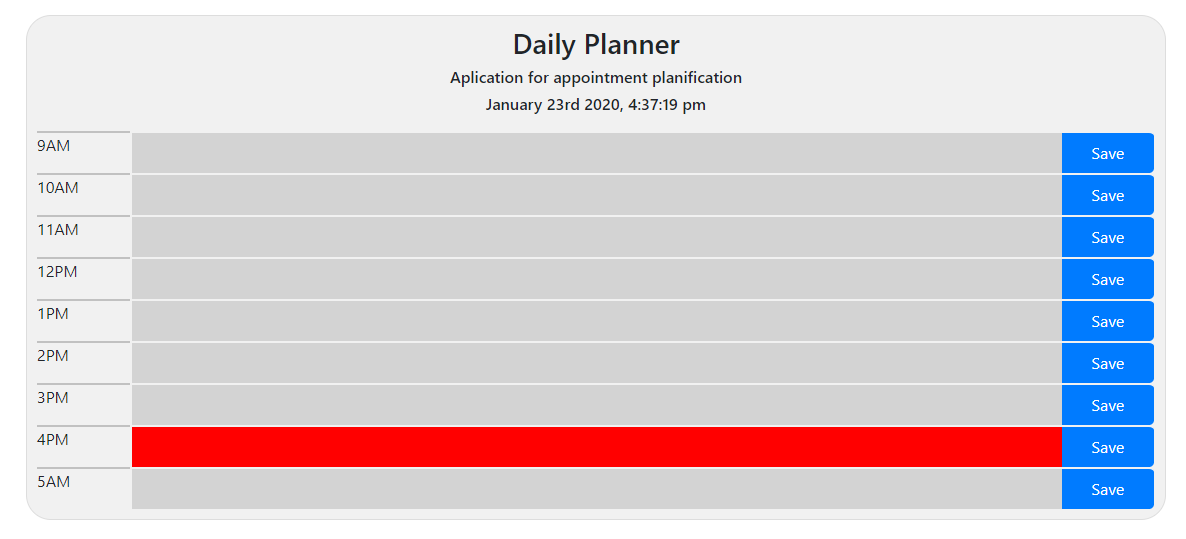 Daily Planner
Aplication for appointment planification
January 23rd 2020, 4:37:19 pm
9AM Save
10AM Save
11AM Save
12PM Save
1PM Save
2PM Save
3PM Save
4PM Save
5AM Save